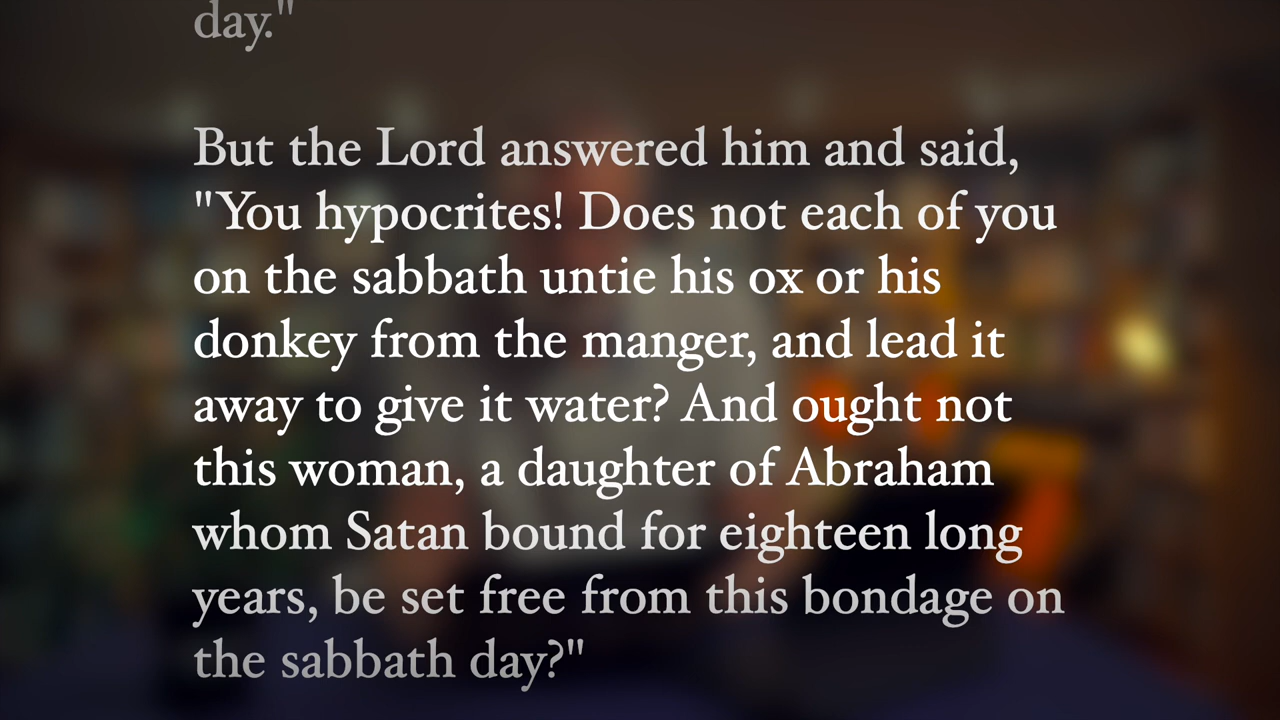 day."
But the Lord answered him and said,
"You hypocrites! Does not each of you
on the sabbath untie his ox or his
donkey from the manger, and lead it
away to give it water? And ought not
this woman, a daughter of Abraham
whom Satan bound for eighteen long
years, be set free from this bondage on
the sabbath day?"